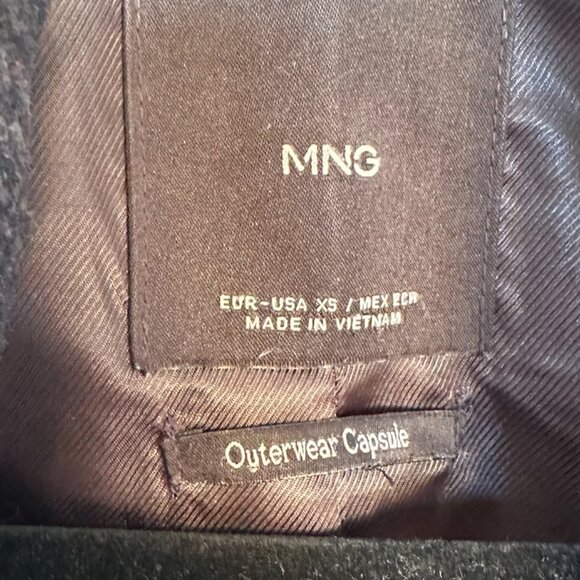 MNG
EUR-USA XS / MEX ECH
MADE IN VIETNAM
Outerwear Capsule